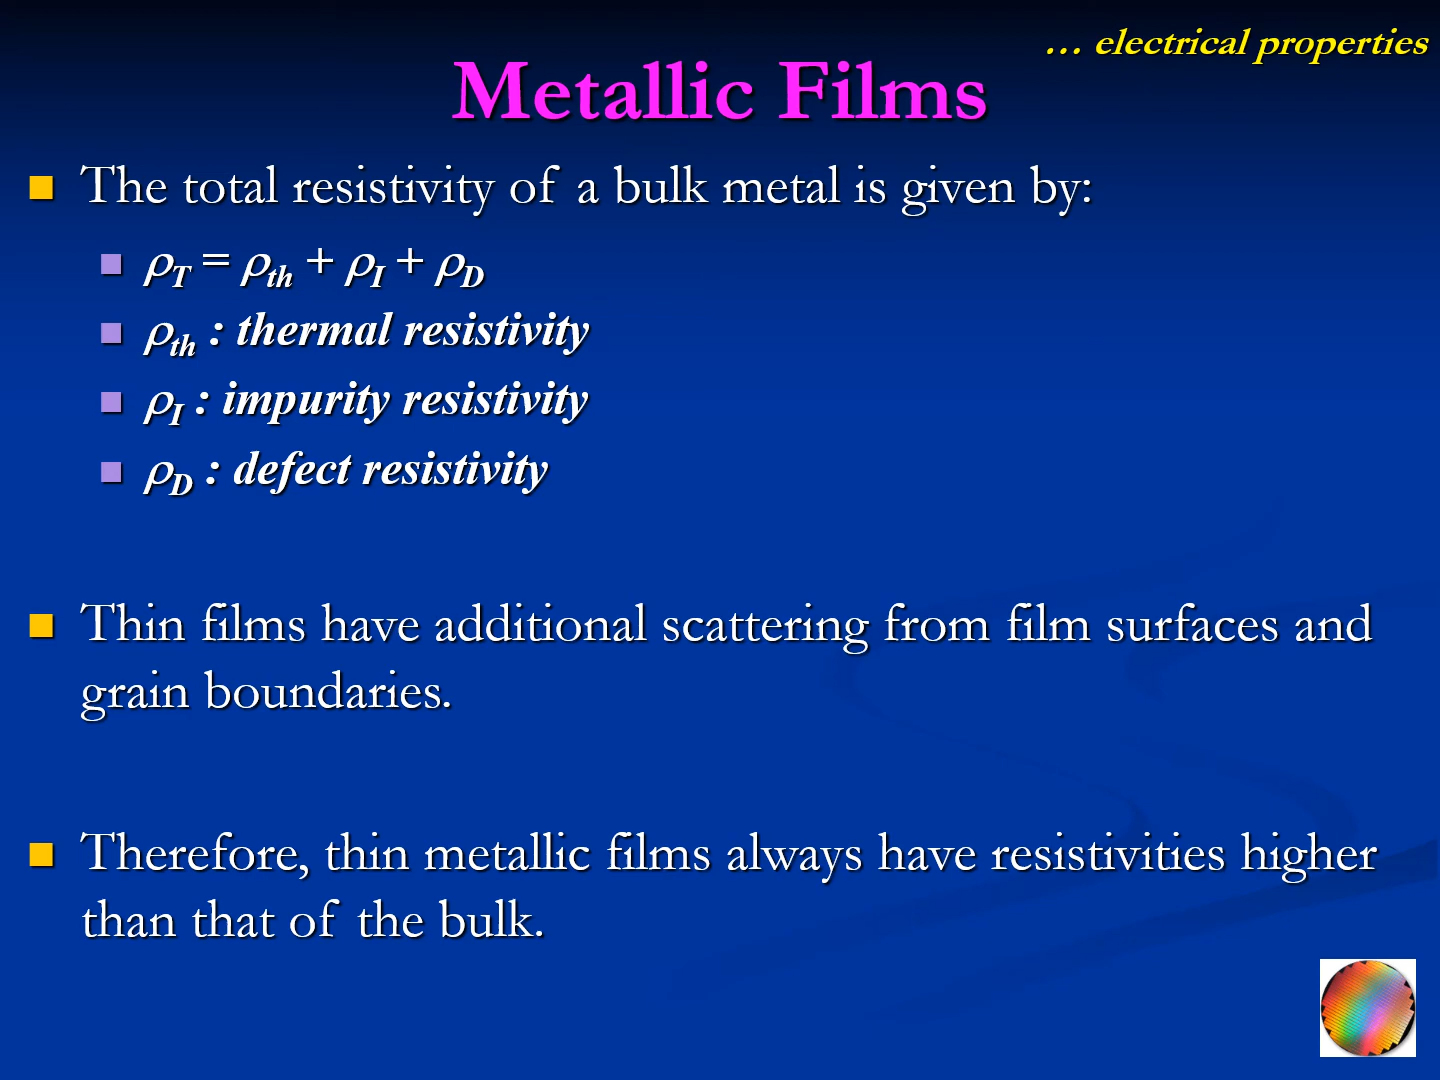 … electrical properties
Metallic Films
The total resistivity of a bulk metal is given by:
ρT = ρth + ρI + ρD
ρth : thermal resistivity
ρI : impurity resistivity
ρD : defect resistivity
Thin films have additional scattering from film surfaces and
grain boundaries.
Therefore, thin metallic films always have resistivities higher
than that of the bulk.